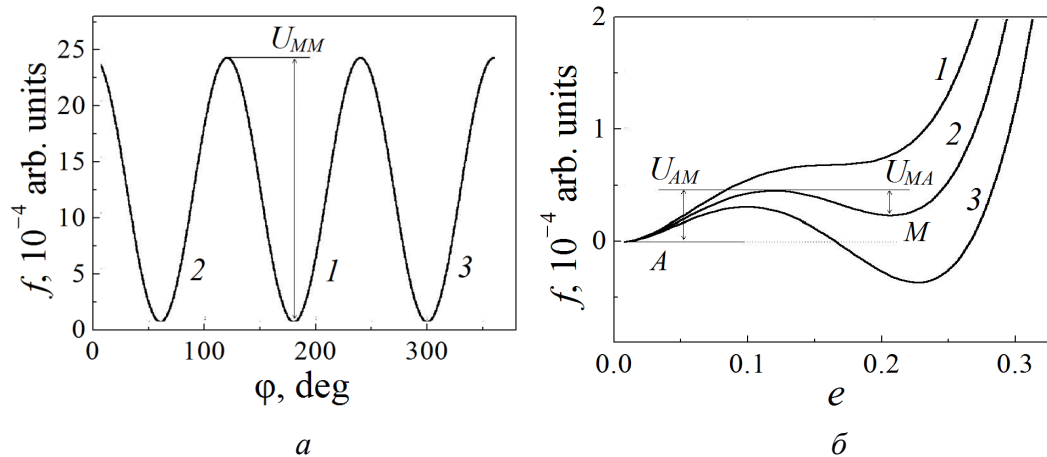 U_MM
25
20
15
10
5
0
f, 10⁻⁴ arb. units
2
1
3
0
100
200
300
φ, deg
а
2
1
0
f, 10⁻⁴ arb. units
1
2
3
U_AM
U_MA
A
M
0.0
0.1
0.2
0.3
e
б